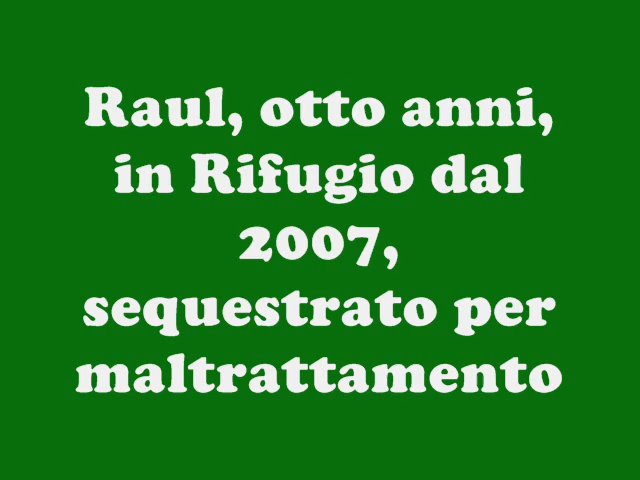 Raul, otto anni,
in Rifugio dal
2007,
sequestrato per
maltrattamento